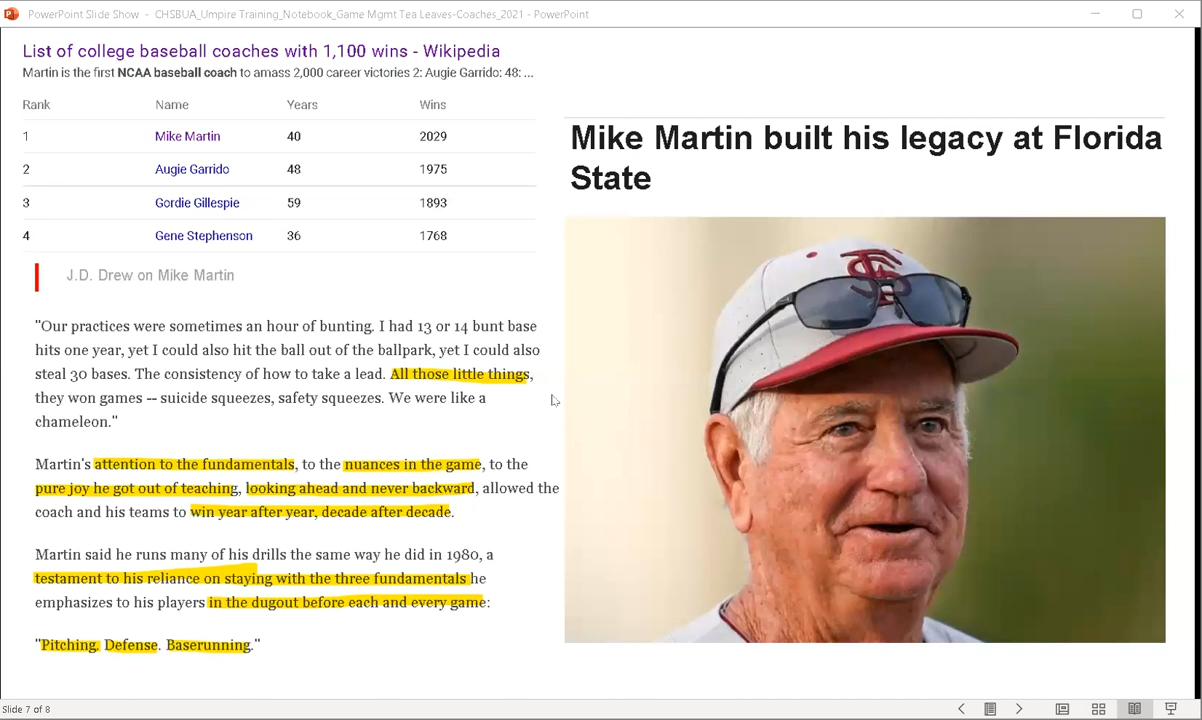 PowerPoint Slide Show - CHSBUA_Umpire Training_Notebook_Game Mgmt Tea Leaves-Coaches_2021 - PowerPoint
List of college baseball coaches with 1,100 wins - Wikipedia
Martin is the first NCAA baseball coach to amass 2,000 career victories 2: Augie Garrido: 48: ...
Rank Name Years Wins
1 Mike Martin 40 2029
2 Augie Garrido 48 1975
3 Gordie Gillespie 59 1893
4 Gene Stephenson 36 1768
J.D. Drew on Mike Martin
"Our practices were sometimes an hour of bunting. I had 13 or 14 bunt base
hits one year, yet I could also hit the ball out of the ballpark, yet I could also
steal 30 bases. The consistency of how to take a lead. All those little things,
they won games -- suicide squeezes, safety squeezes. We were like a
chameleon."
Martin's attention to the fundamentals, to the nuances in the game, to the
pure joy he got out of teaching, looking ahead and never backward, allowed the
coach and his teams to win year after year, decade after decade.
Martin said he runs many of his drills the same way he did in 1980, a
testament to his reliance on staying with the three fundamentals he
emphasizes to his players in the dugout before each and every game:
"Pitching. Defense. Baserunning."
Mike Martin built his legacy at Florida
State
FS
Slide 7 of 8